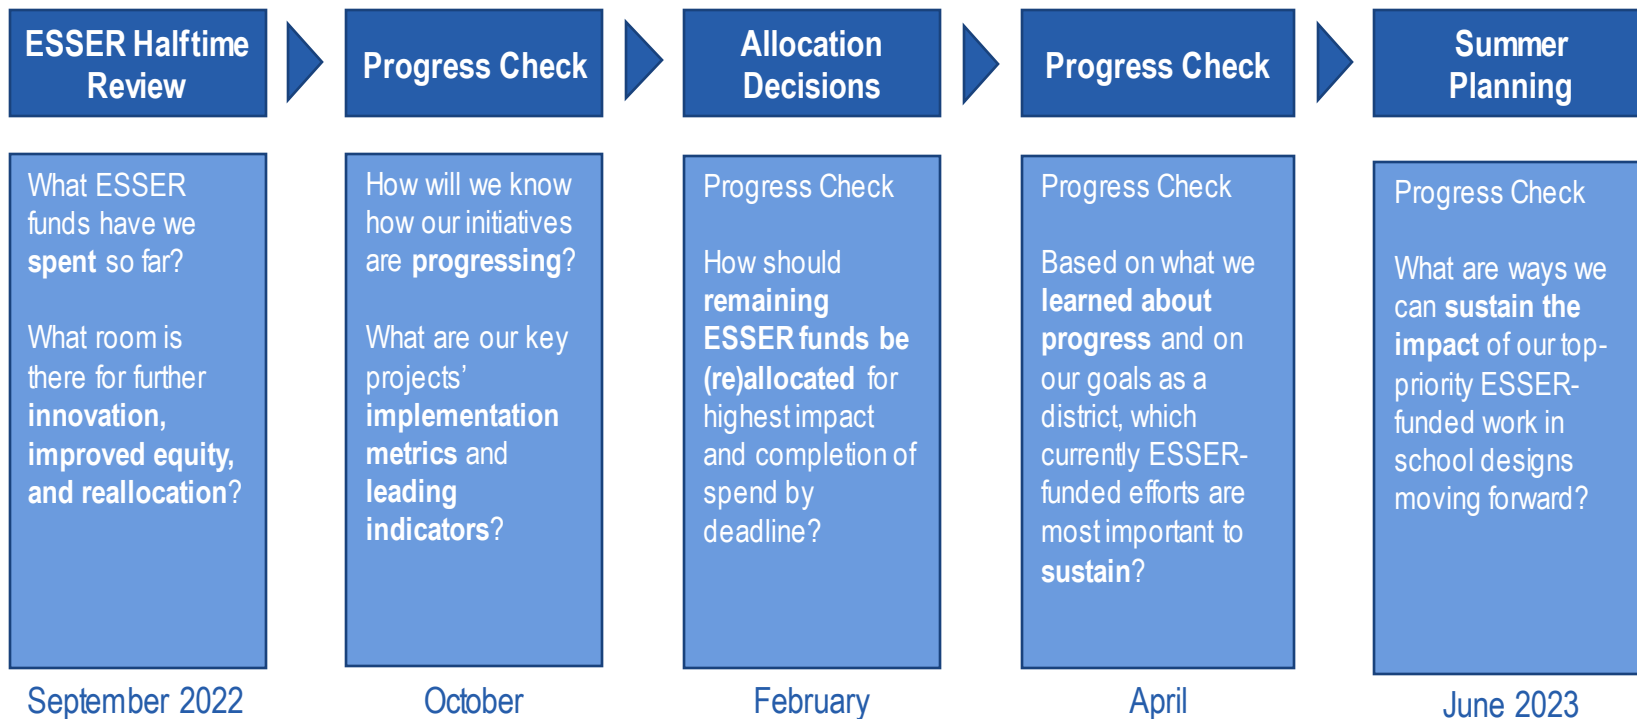 ESSER Halftime
Review
Progress Check
Allocation
Decisions
Progress Check
Summer
Planning
What ESSER
funds have we
spent so far?
What room is
there for further
innovation,
improved equity,
and reallocation?
How will we know
how our initiatives
are progressing?
What are our key
projects’
implementation
metrics and
leading
indicators?
Progress Check
How should
remaining
ESSER funds be
(re)allocated for
highest impact
and completion of
spend by
deadline?
Progress Check
Based on what we
learned about
progress and on
our goals as a
district, which
currently ESSER-
funded efforts are
most important to
sustain?
Progress Check
What are ways we
can sustain the
impact of our top-
priority ESSER-
funded work in
school designs
moving forward?
September 2022
October
February
April
June 2023